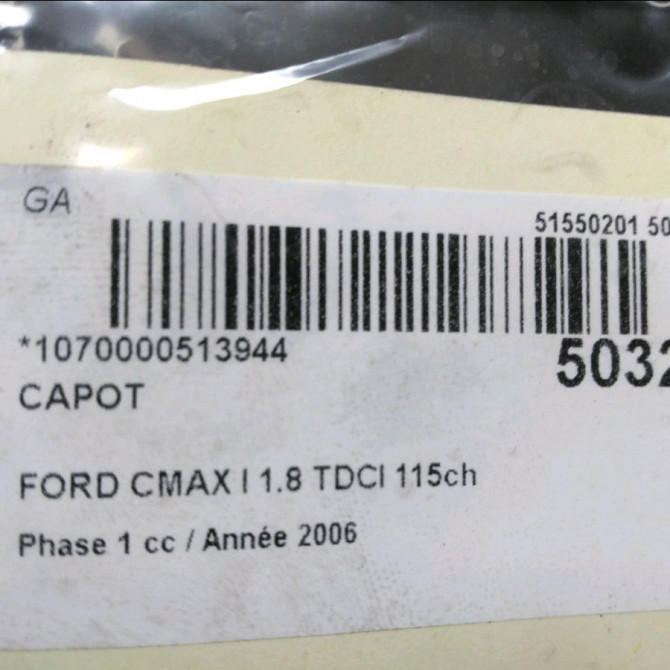 GA
51550201 50
*1070000513944
5032
CAPOT
FORD CMAX I 1.8 TDCI 115ch
Phase 1 cc / Année 2006